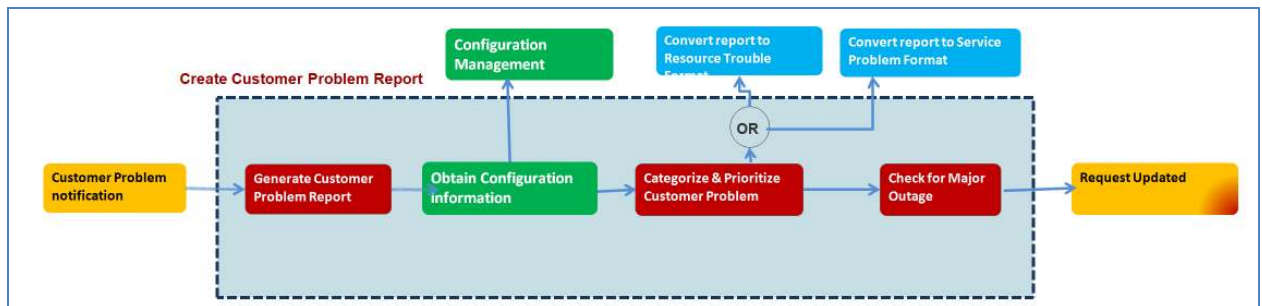 Configuration
Management
Convert report to
Resource Trouble
Format
Convert report to Service
Problem Format
Create Customer Problem Report
OR
Customer Problem
notification
Generate Customer
Problem Report
Obtain Configuration
information
Categorize & Prioritize
Customer Problem
Check for Major
Outage
Request Updated